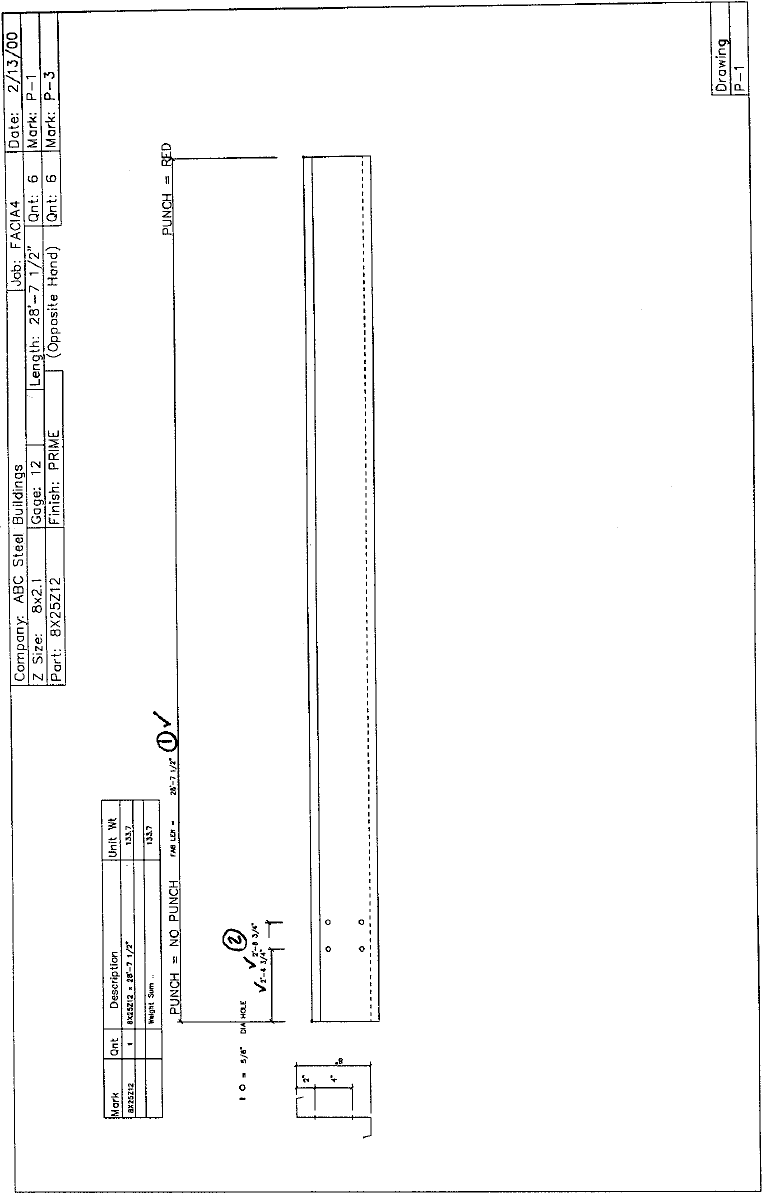 Company: ABC Steel Buildings Job: FACIA4 Date: 2/13/00
Z Size: 8x2.1 Gage: 12 Length: 28'-7 1/2" Qnt: 6 Mark: P-1
Part: 8X25Z12 Finish: PRIME (Opposite Hand) Qnt: 6 Mark: P-3
Mark Qnt Description Unit Wt
8X25Z12 1 8X25Z12 x 28'-7 1/2" 133.7
Weight Sum .. 133.7
PUNCH = NO PUNCH FAB LEN = 28'-7 1/2" ① ✓ PUNCH = RED
②
✓ 2'-8 3/4"
✓ 2'-4 3/4"
1 O = 5/8" DIA HOLE
2" 4" 8"
Drawing
P-1